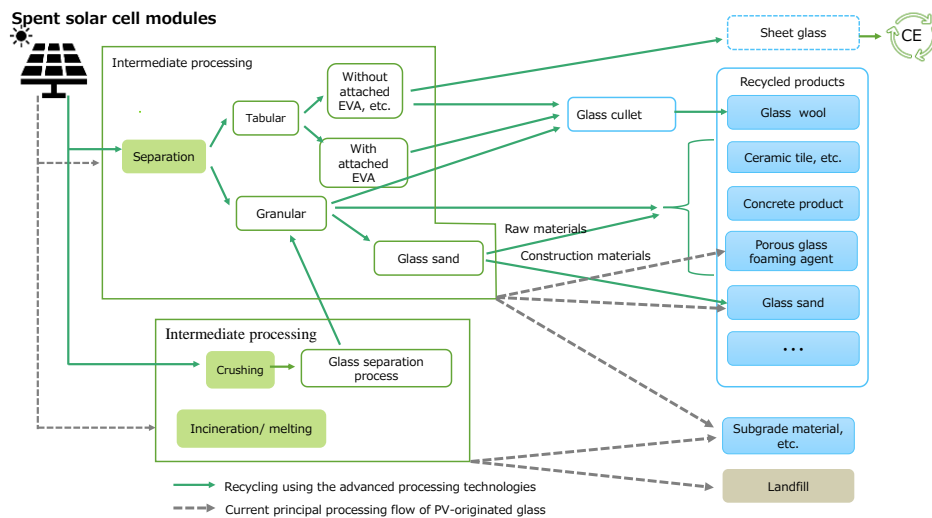 Spent solar cell modules
Intermediate processing
Separation
Tabular
Granular
Without
attached
EVA, etc.
With
attached
EVA
Glass sand
Glass cullet
Raw materials
Construction materials
Sheet glass
CE
Recycled products
Glass wool
Ceramic tile, etc.
Concrete product
Porous glass
foaming agent
Glass sand
...
Intermediate processing
Crushing
Glass separation
process
Incineration/ melting
Subgrade material,
etc.
Landfill
Recycling using the advanced processing technologies
Current principal processing flow of PV-originated glass